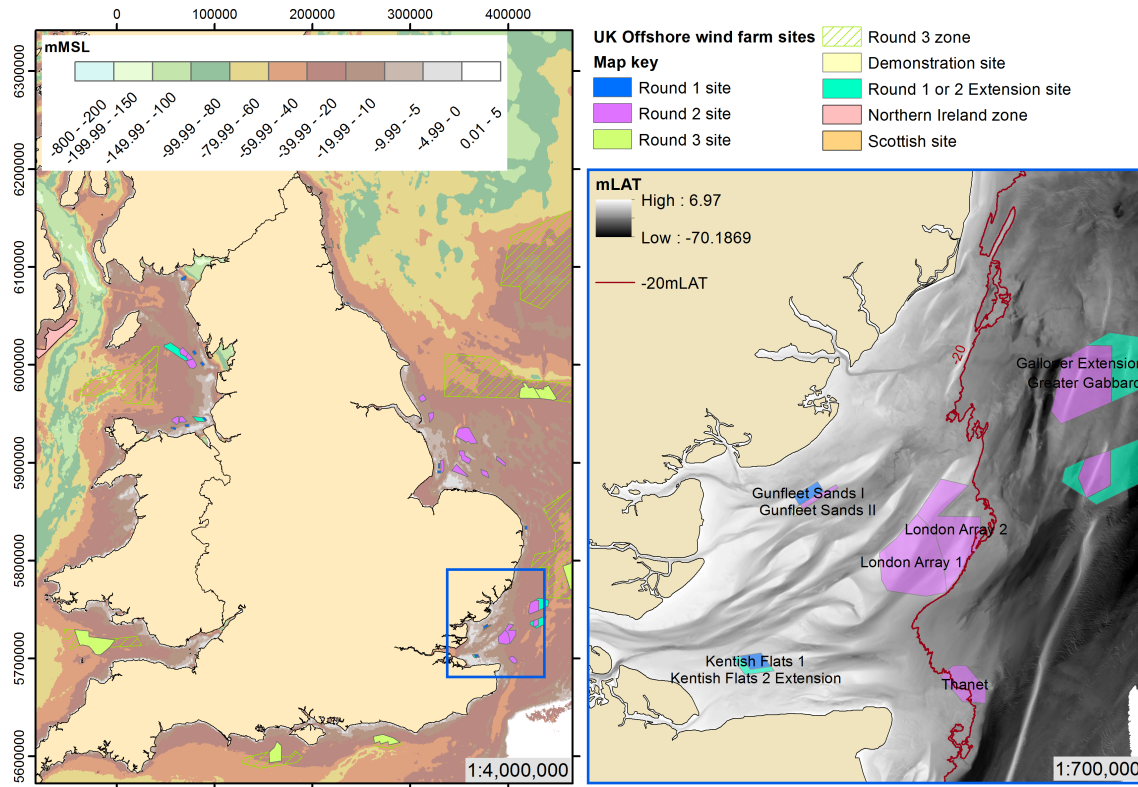 0 100000 200000 300000 400000
mMSL
-800 - -200
-199.99 - -150
-149.99 - -100
-99.99 - -80
-79.99 - -60
-59.99 - -40
-39.99 - -20
-19.99 - -10
-9.99 - -5
-4.99 - 0
0.01 - 5
6300000
6200000
6100000
6000000
5900000
5800000
5700000
5600000
1:4,000,000
UK Offshore wind farm sites
Map key
Round 1 site
Round 2 site
Round 3 site
Round 3 zone
Demonstration site
Round 1 or 2 Extension site
Northern Ireland zone
Scottish site
mLAT
High : 6.97
Low : -70.1869
-20mLAT
-20
Galloper Extension
Greater Gabbard
Gunfleet Sands I
Gunfleet Sands II
London Array 2
London Array 1
Kentish Flats 1
Kentish Flats 2 Extension
Thanet
1:700,000